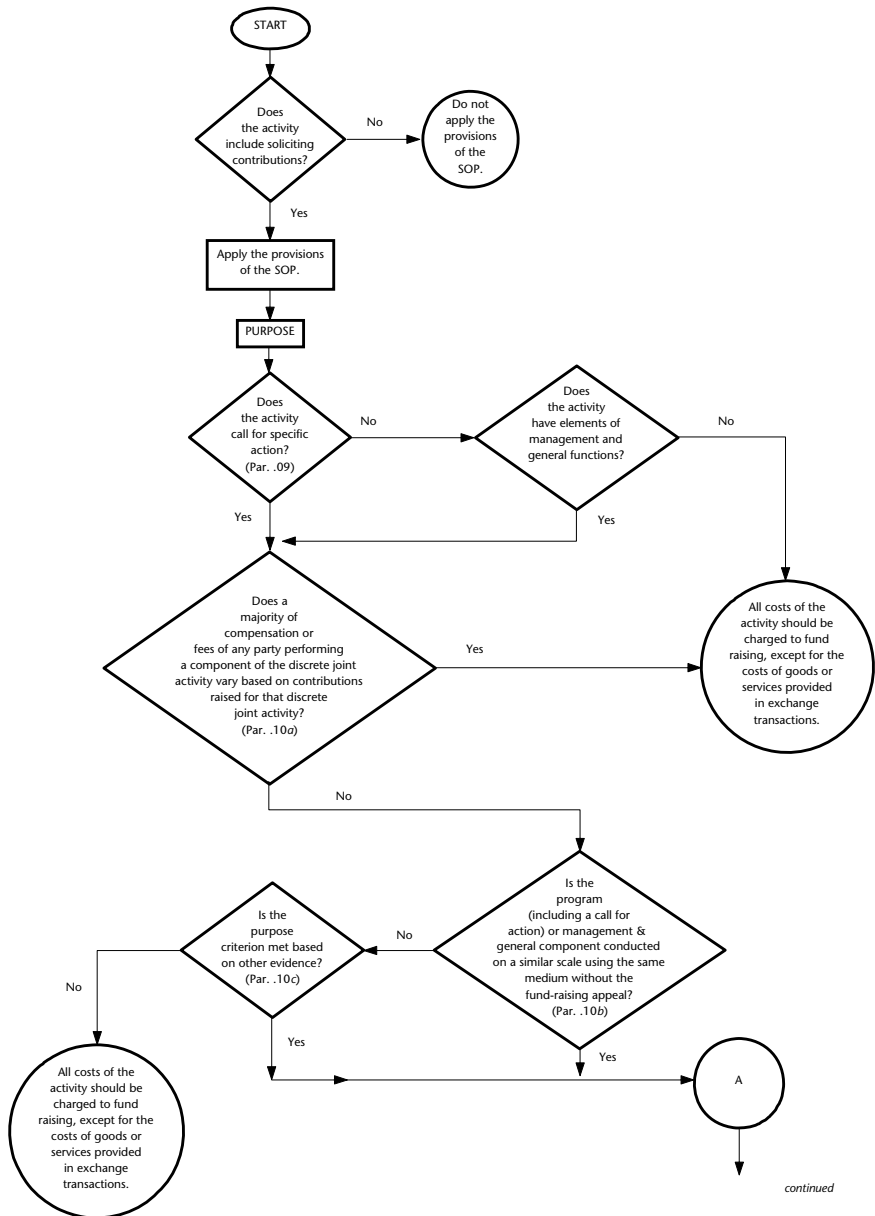 START
Does
the activity
include soliciting
contributions?
No
Do not
apply the
provisions
of the
SOP.
Yes
Apply the provisions
of the SOP.
PURPOSE
Does
the activity
call for specific
action?
(Par. .09)
No
Does
the activity
have elements of
management and
general functions?
No
Yes
Yes
Does a
majority of
compensation or
fees of any party performing
a component of the discrete joint
activity vary based on contributions
raised for that discrete
joint activity?
(Par. .10a)
Yes
All costs of the
activity should be
charged to fund
raising, except for the
costs of goods or
services provided
in exchange
transactions.
No
Is the
program
(including a call for
action) or management &
general component conducted
on a similar scale using the same
medium without the
fund-raising appeal?
(Par. .10b)
No
Is the
purpose
criterion met based
on other evidence?
(Par. .10c)
No
Yes
Yes
All costs of the
activity should be
charged to fund
raising, except for the
costs of goods or
services provided
in exchange
transactions.
A
continued